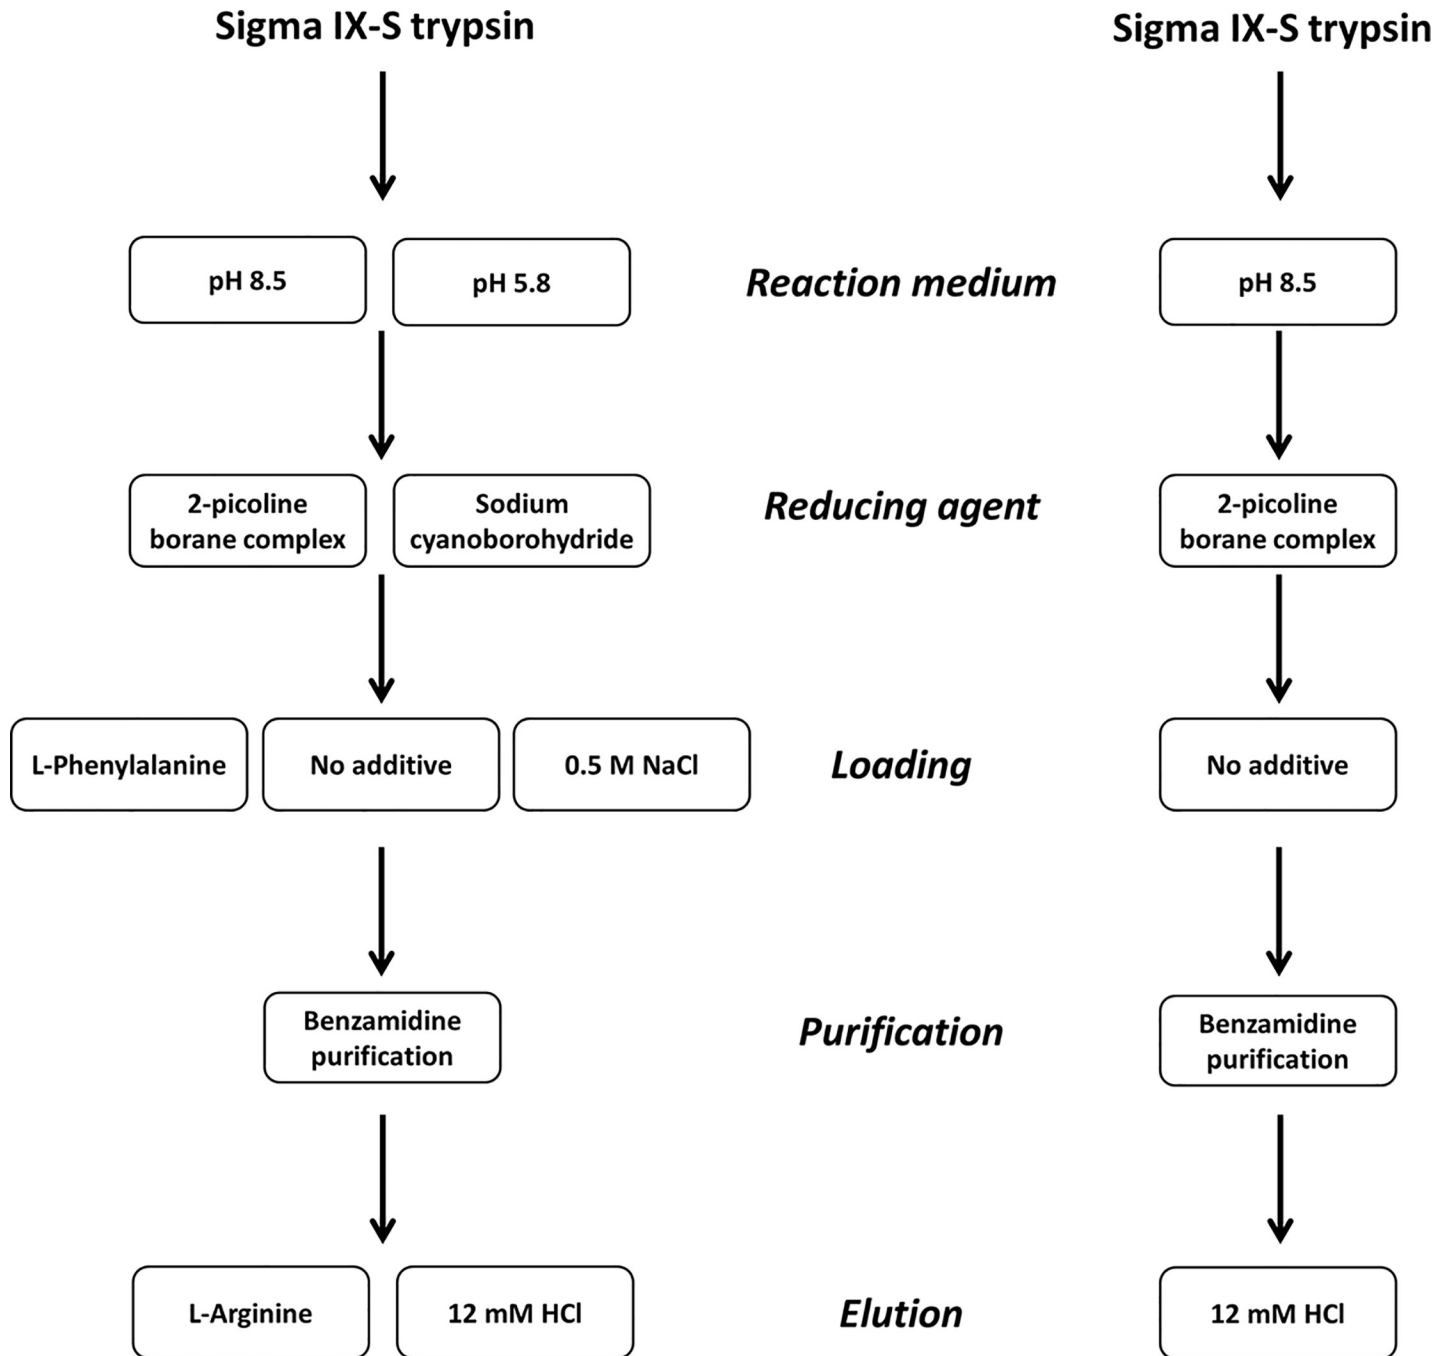 Sigma IX-S trypsin
Sigma IX-S trypsin
pH 8.5
pH 5.8
Reaction medium
pH 8.5
2-picoline
borane complex
Sodium
cyanoborohydride
Reducing agent
2-picoline
borane complex
L-Phenylalanine
No additive
0.5 M NaCl
Loading
No additive
Benzamidine
purification
Purification
Benzamidine
purification
L-Arginine
12 mM HCl
Elution
12 mM HCl